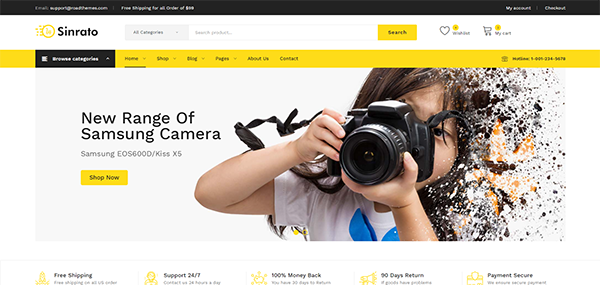 Email: support@roadthemes.com
Free Shipping for all Order of $99
My account
Checkout
Sinrato
All Categories
Search product...
Search
0
Wishlist
0
My cart
Browse categories
Home
Shop
Blog
Pages
About Us
Contact
Hotline: 1-001-234-5678
New Range Of
Samsung Camera
Samsung EOS600D/Kiss X5
Shop Now
Free Shipping
Free shipping on all US order
Support 24/7
Contact us 24 hours a day
100% Money Back
You have 30 days to Return
90 Days Return
If goods have problems
Payment Secure
We ensure secure payment